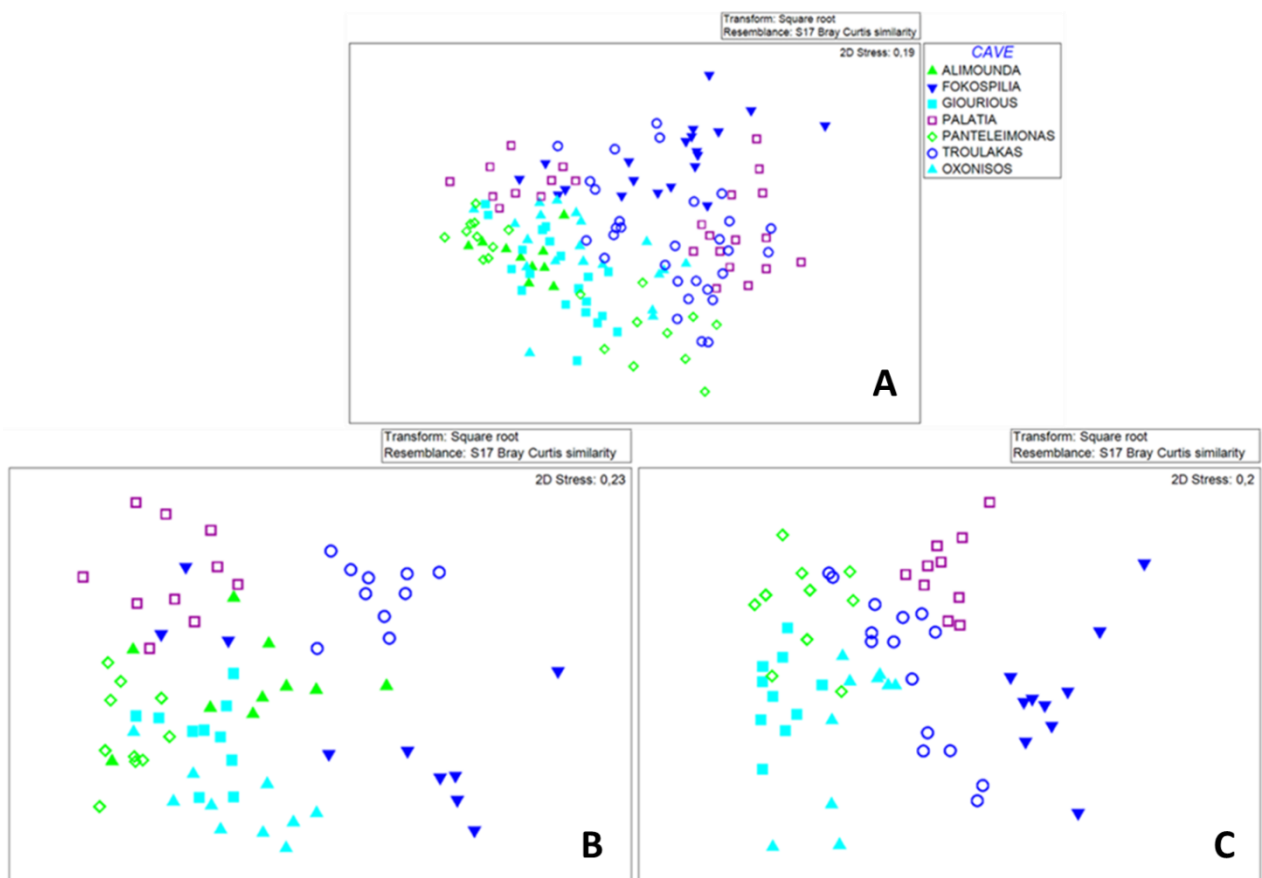 Transform: Square root
Resemblance: S17 Bray Curtis similarity
2D Stress: 0,19
CAVE
ALIMOUNDA
FOKOSPILIA
GIOURIOUS
PALATIA
PANTELEIMONAS
TROULAKAS
OXONISOS
A
Transform: Square root
Resemblance: S17 Bray Curtis similarity
2D Stress: 0,23
B
Transform: Square root
Resemblance: S17 Bray Curtis similarity
2D Stress: 0,2
C